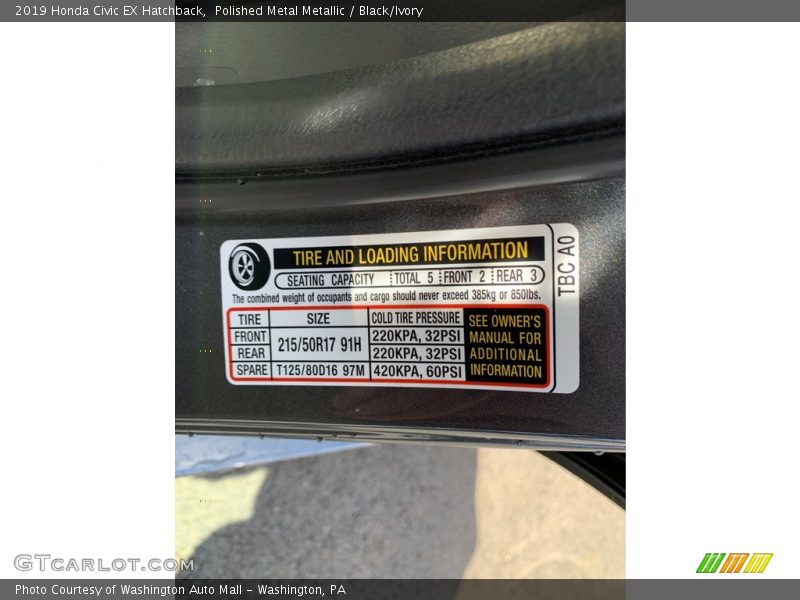 2019 Honda Civic EX Hatchback, Polished Metal Metallic / Black/Ivory
TIRE AND LOADING INFORMATION
SEATING CAPACITY TOTAL 5 FRONT 2 REAR 3
The combined weight of occupants and cargo should never exceed 385kg or 850lbs.
TIRE SIZE COLD TIRE PRESSURE
FRONT 215/50R17 91H 220KPA, 32PSI
REAR 220KPA, 32PSI
SPARE T125/80D16 97M 420KPA, 60PSI
SEE OWNER'S
MANUAL FOR
ADDITIONAL
INFORMATION
TBC A0
GTCARLOT.COM
Photo Courtesy of Washington Auto Mall - Washington, PA